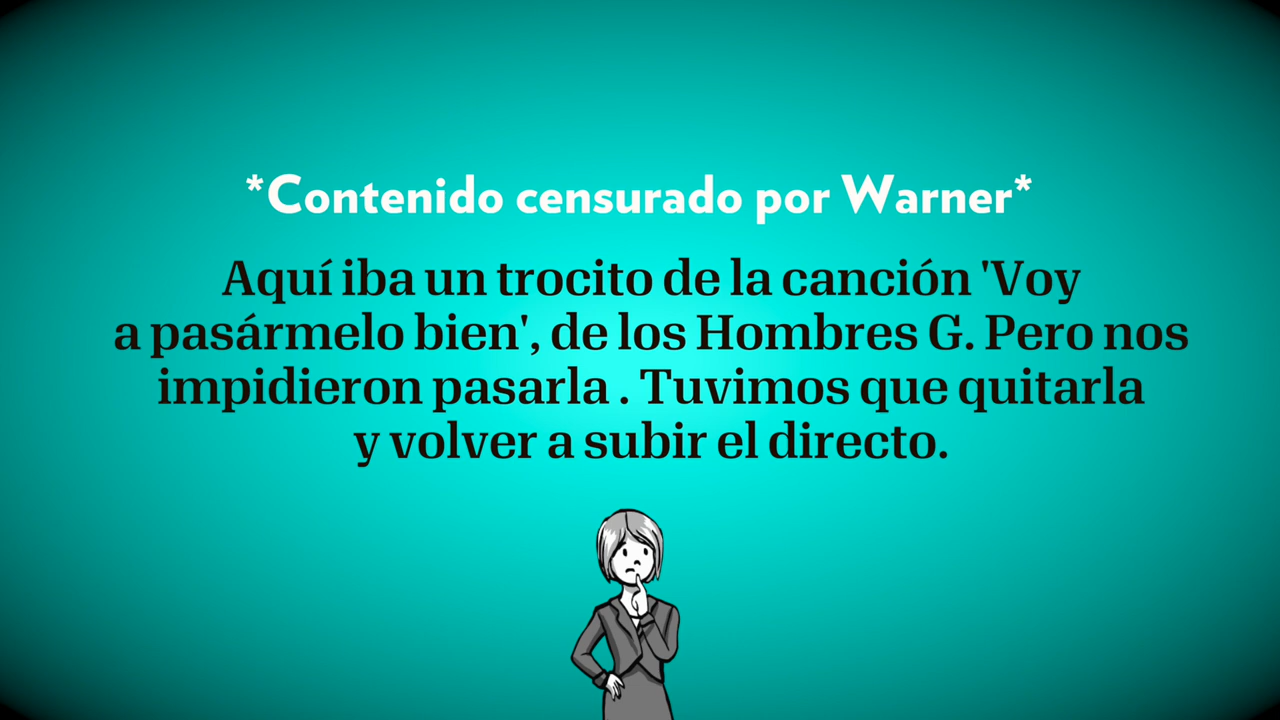 *Contenido censurado por Warner*
Aquí iba un trocito de la canción 'Voy
a pasármelo bien', de los Hombres G. Pero nos
impidieron pasarla . Tuvimos que quitarla
y volver a subir el directo.